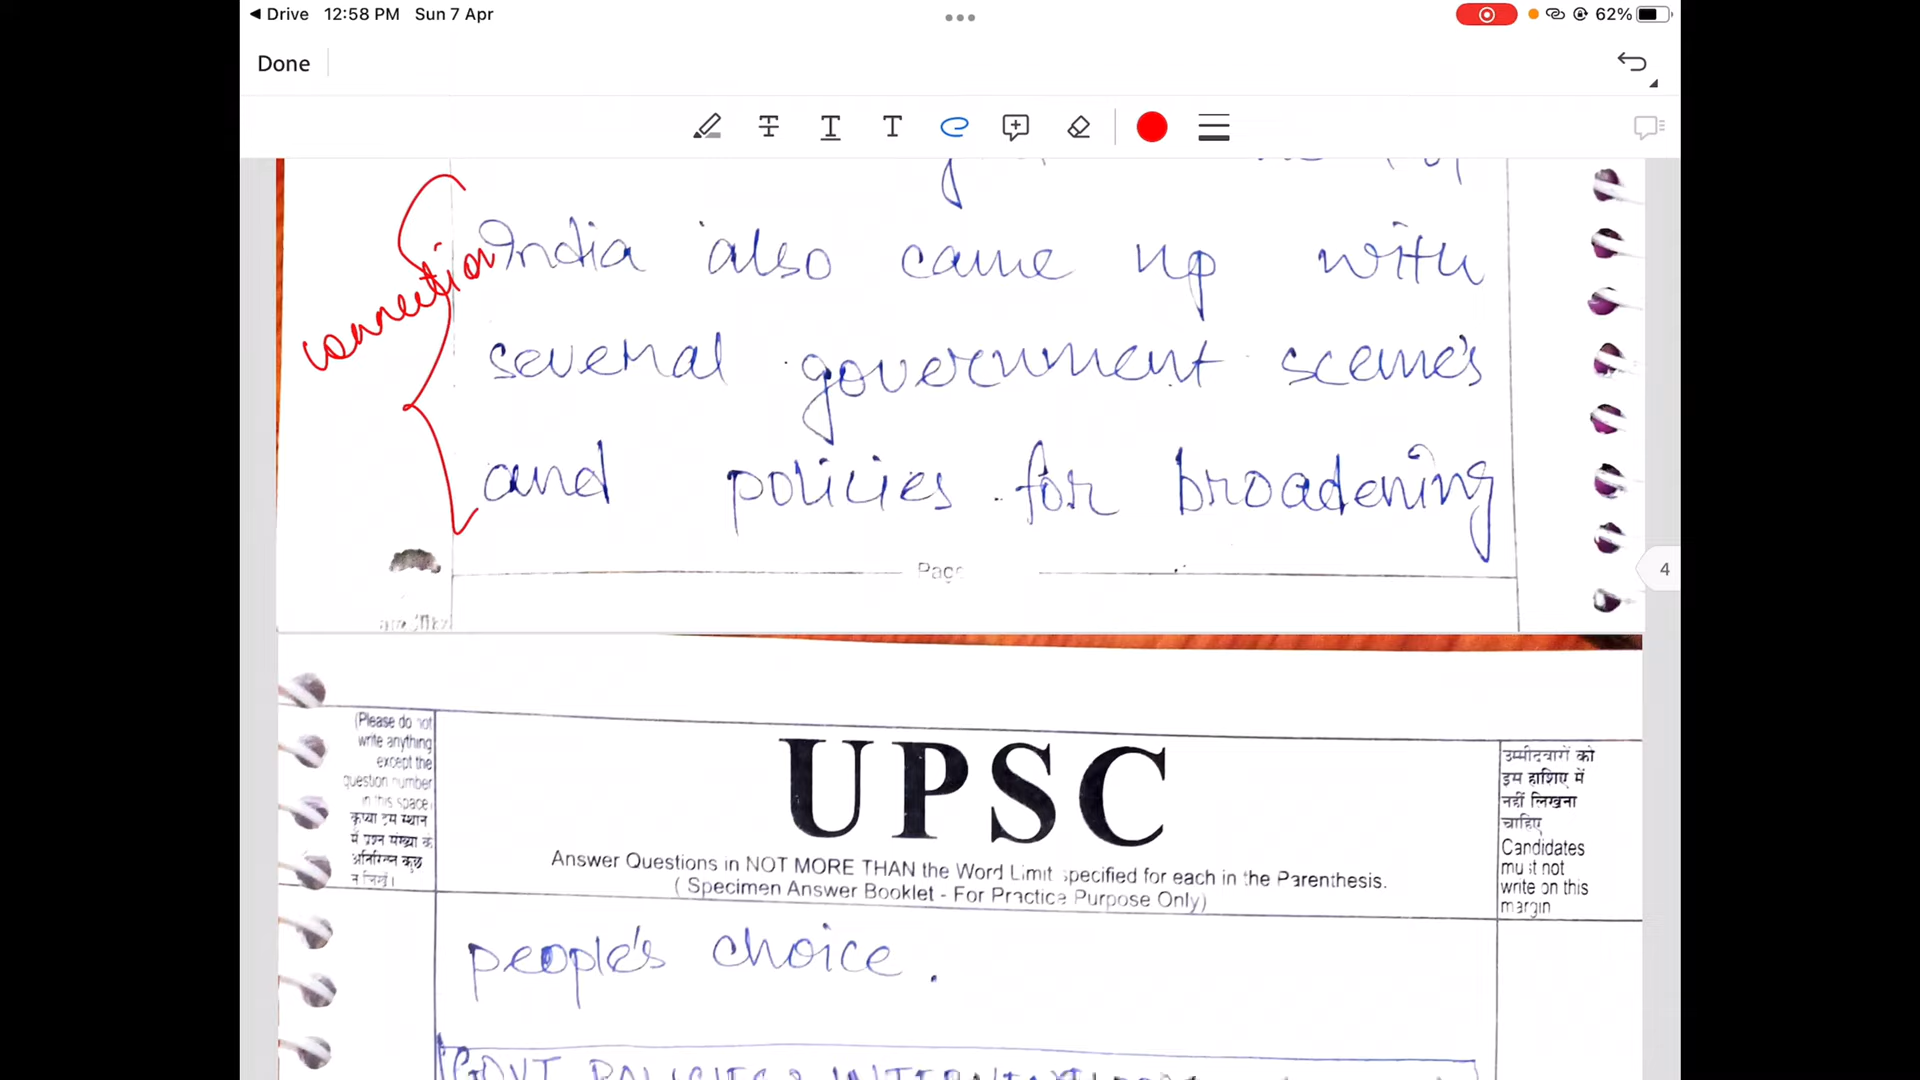 Drive 12:58 PM Sun 7 Apr
62%
Done
connection
India also came up with
several government sceme's
and policies for broadening
Page
4
(Please do not
write anything
except the
question number
in this space)
कृप्या इस स्थान
में प्रश्न संख्या के
अतिरिक्त कुछ
न लिखें।
UPSC
Answer Questions in NOT MORE THAN the Word Limit specified for each in the Parenthesis.
( Specimen Answer Booklet - For Practice Purpose Only)
उम्मीदवारों को
इस हाशिए में
नहीं लिखना
चाहिए
Candidates
must not
write on this
margin
people's choice.
GOVT POLICIES